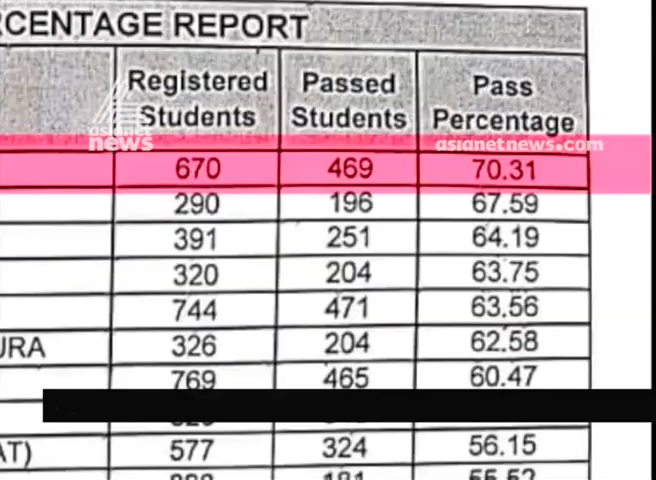 RCENTAGE REPORT
Registered Students Passed Students Pass Percentage
asianet news asianetnews.com
670 469 70.31
290 196 67.59
391 251 64.19
320 204 63.75
744 471 63.56
URA 326 204 62.58
769 465 60.47
AT) 577 324 56.15